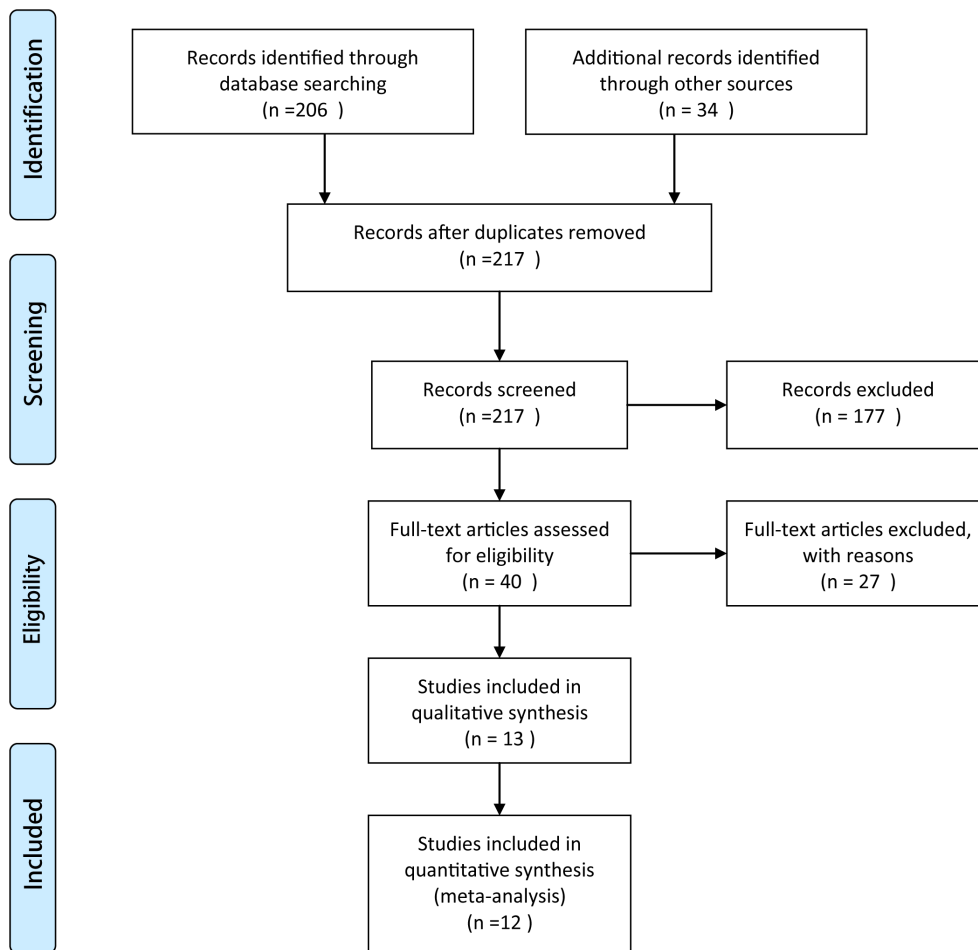 Identification
Records identified through
database searching
(n =206  )
Additional records identified
through other sources
(n = 34  )
Records after duplicates removed
(n =217  )
Screening
Records screened
(n =217  )
Records excluded
(n = 177  )
Eligibility
Full-text articles assessed
for eligibility
(n = 40  )
Full-text articles excluded,
with reasons
(n = 27  )
Studies included in
qualitative synthesis
(n = 13  )
Included
Studies included in
quantitative synthesis
(meta-analysis)
(n =12  )